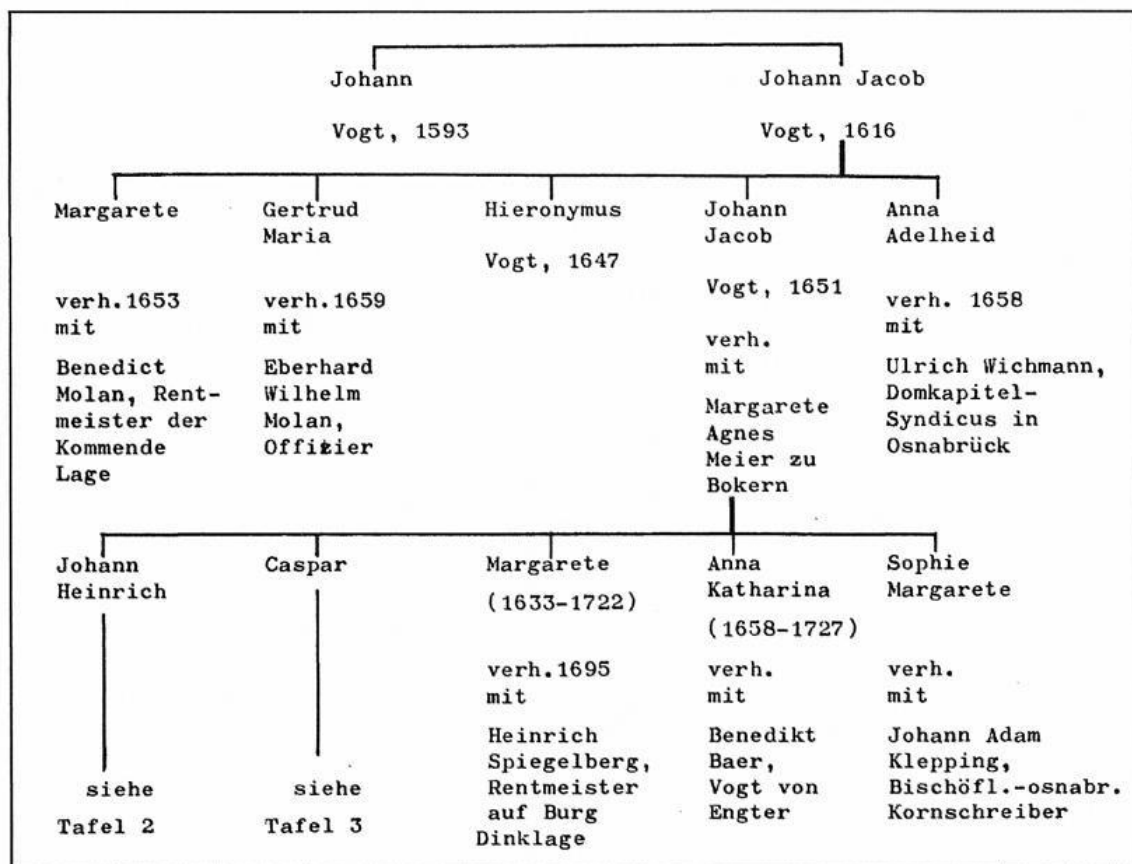 Johann
Vogt, 1593
Johann Jacob
Vogt, 1616
Margarete
verh.1653
mit
Benedict
Molan, Rent-
meister der
Kommende
Lage
Gertrud
Maria
verh.1659
mit
Eberhard
Wilhelm
Molan,
Offizier
Hieronymus
Vogt, 1647
Johann
Jacob
Vogt, 1651
verh.
mit
Margarete
Agnes
Meier zu
Bokern
Anna
Adelheid
verh. 1658
mit
Ulrich Wichmann,
Domkapitel-
Syndicus in
Osnabrück
Johann
Heinrich
siehe
Tafel 2
Caspar
siehe
Tafel 3
Margarete
(1633-1722)
verh.1695
mit
Heinrich
Spiegelberg,
Rentmeister
auf Burg
Dinklage
Anna
Katharina
(1658-1727)
verh.
mit
Benedikt
Baer,
Vogt von
Engter
Sophie
Margarete
verh.
mit
Johann Adam
Klepping,
Bischöfl.-osnabr.
Kornschreiber